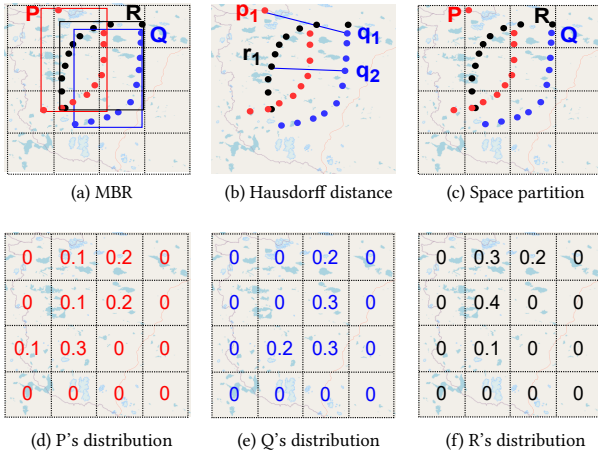 P R Q
p1 q1 r1 q2
P R Q
(a) MBR (b) Hausdorff distance (c) Space partition
0 0.1 0.2 0 0 0 0.2 0 0 0.3 0.2 0
0 0.1 0.2 0 0 0 0.3 0 0 0.4 0 0
0.1 0.3 0 0 0 0.2 0.3 0 0 0.1 0 0
0 0 0 0 0 0 0 0 0 0 0 0
(d) P's distribution (e) Q's distribution (f) R's distribution